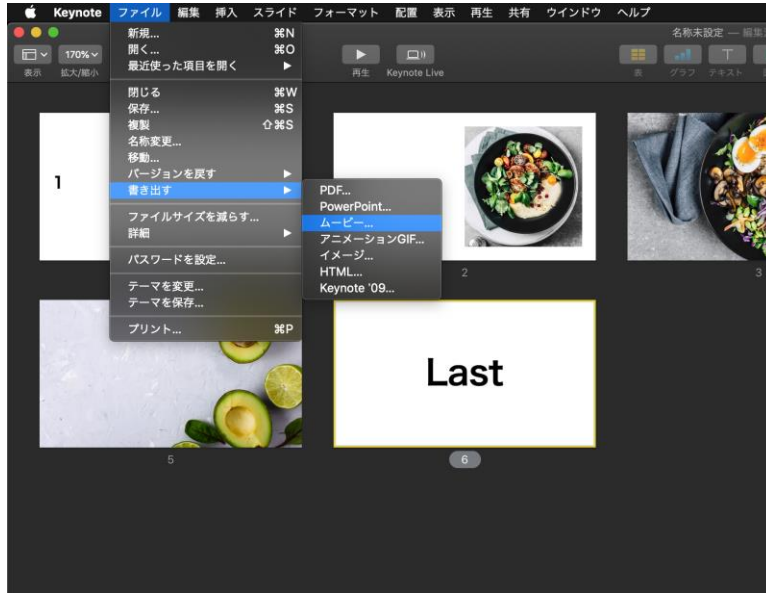 Keynote ファイル 編集 挿入 スライド フォーマット 配置 表示 再生 共有 ウインドウ ヘルプ
名称未設定 — 編集
170%
表示 拡大/縮小 再生 Keynote Live 表 グラフ テキスト
新規... ⌘N
開く... ⌘O
最近使った項目を開く
閉じる ⌘W
保存... ⌘S
複製 ⇧⌘S
名称変更...
移動...
バージョンを戻す
書き出す
ファイルサイズを減らす...
詳細
パスワードを設定...
テーマを変更...
テーマを保存...
プリント... ⌘P
PDF...
PowerPoint...
ムービー...
アニメーションGIF...
イメージ...
HTML...
Keynote '09...
1
2
3
Last
5
6